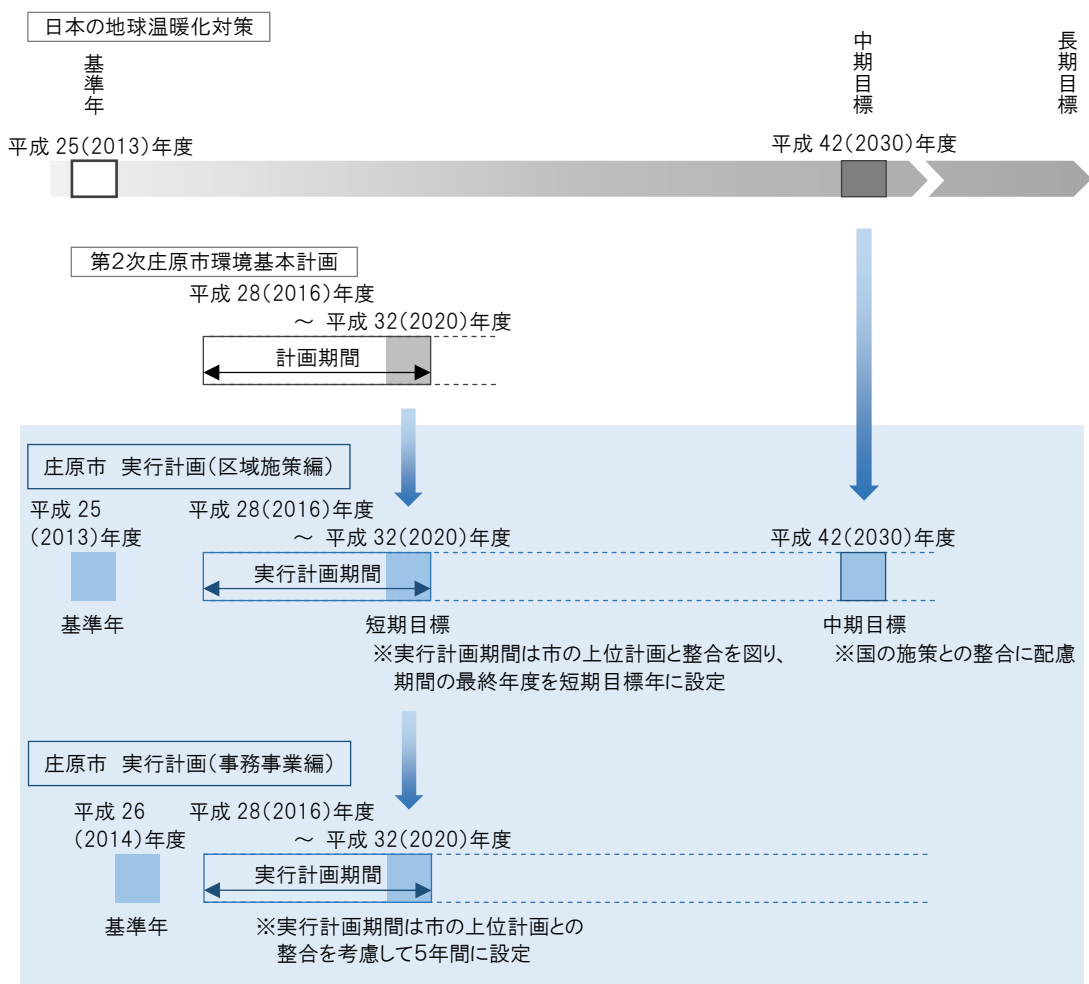 日本の地球温暖化対策
基準年
中期目標
長期目標
平成 25(2013)年度
平成 42(2030)年度
第2次庄原市環境基本計画
平成 28(2016)年度
～ 平成 32(2020)年度
計画期間
庄原市　実行計画(区域施策編)
平成 25
(2013)年度
平成 28(2016)年度
～ 平成 32(2020)年度
平成 42(2030)年度
実行計画期間
基準年
短期目標
中期目標
※実行計画期間は市の上位計画と整合を図り、
期間の最終年度を短期目標年に設定
※国の施策との整合に配慮
庄原市　実行計画(事務事業編)
平成 26
(2014)年度
平成 28(2016)年度
～ 平成 32(2020)年度
実行計画期間
基準年
※実行計画期間は市の上位計画との
整合を考慮して5年間に設定